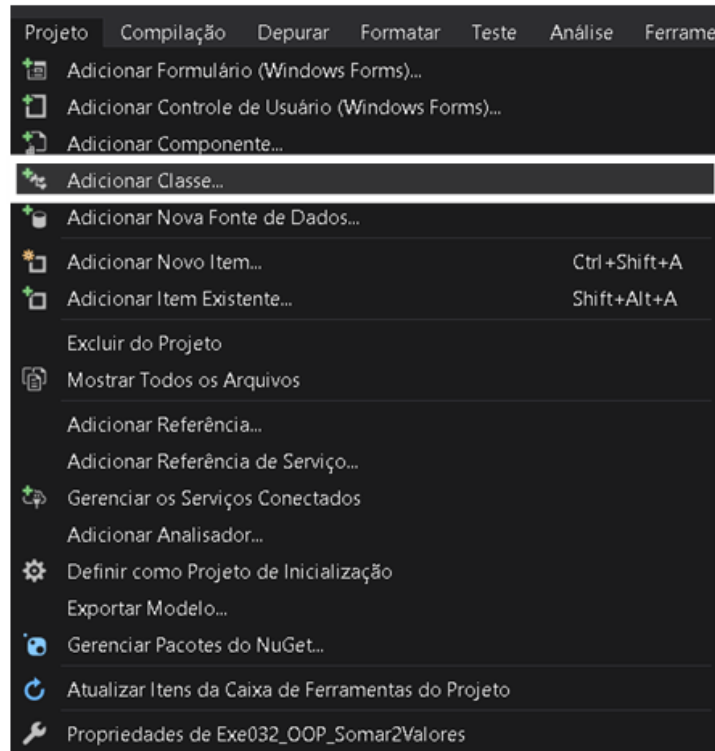 Projeto Compilação Depurar Formatar Teste Análise Ferrame
Adicionar Formulário (Windows Forms)...
Adicionar Controle de Usuário (Windows Forms)...
Adicionar Componente...
Adicionar Classe...
Adicionar Nova Fonte de Dados...
Adicionar Novo Item... Ctrl+Shift+A
Adicionar Item Existente... Shift+Alt+A
Excluir do Projeto
Mostrar Todos os Arquivos
Adicionar Referência...
Adicionar Referência de Serviço...
Gerenciar os Serviços Conectados
Adicionar Analisador...
Definir como Projeto de Inicialização
Exportar Modelo...
Gerenciar Pacotes do NuGet...
Atualizar Itens da Caixa de Ferramentas do Projeto
Propriedades de Exe032_OOP_Somar2Valores